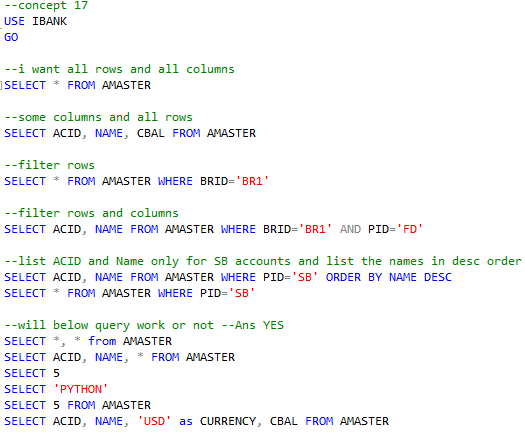 --concept 17
USE IBANK
GO
--i want all rows and all columns
SELECT * FROM AMASTER
--some columns and all rows
SELECT ACID, NAME, CBAL FROM AMASTER
--filter rows
SELECT * FROM AMASTER WHERE BRID='BR1'
--filter rows and columns
SELECT ACID, NAME FROM AMASTER WHERE BRID='BR1' AND PID='FD'
--list ACID and Name only for SB accounts and list the names in desc order
SELECT ACID, NAME FROM AMASTER WHERE PID='SB' ORDER BY NAME DESC
SELECT * FROM AMASTER WHERE PID='SB'
--will below query work or not --Ans YES
SELECT *, * from AMASTER
SELECT ACID, NAME, * FROM AMASTER
SELECT 5
SELECT 'PYTHON'
SELECT 5 FROM AMASTER
SELECT ACID, NAME, 'USD' as CURRENCY, CBAL FROM AMASTER